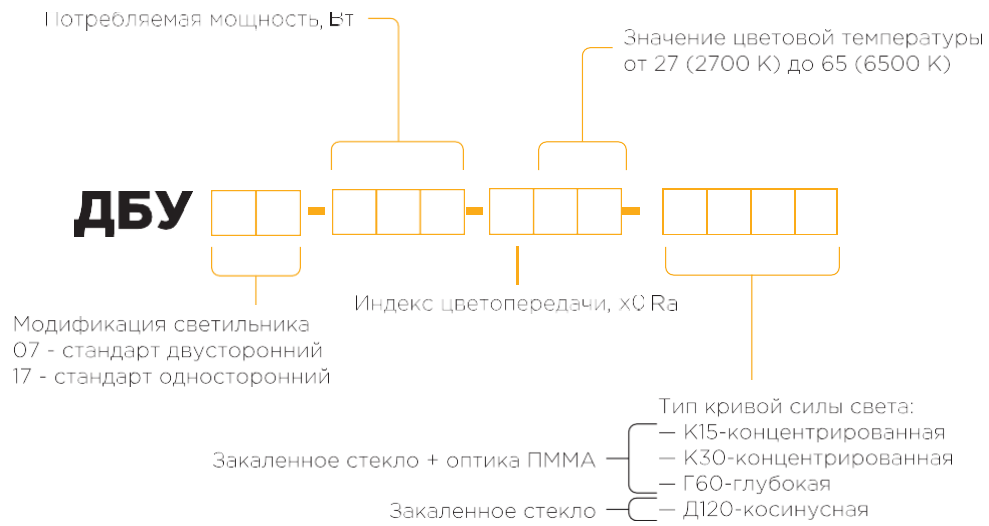 Потребляемая мощность, Вт
Значение цветовой температуры
от 27 (2700 К) до 65 (6500 К)
ДБУ
Индекс цветопередачи, x0 Ra
Модификация светильника
07 - стандарт двусторонний
17 - стандарт односторонний
Тип кривой силы света:
— К15-концентрированная
Закаленное стекло + оптика ПММА
— К30-концентрированная
— Г60-глубокая
Закаленное стекло
— Д120-косинусная